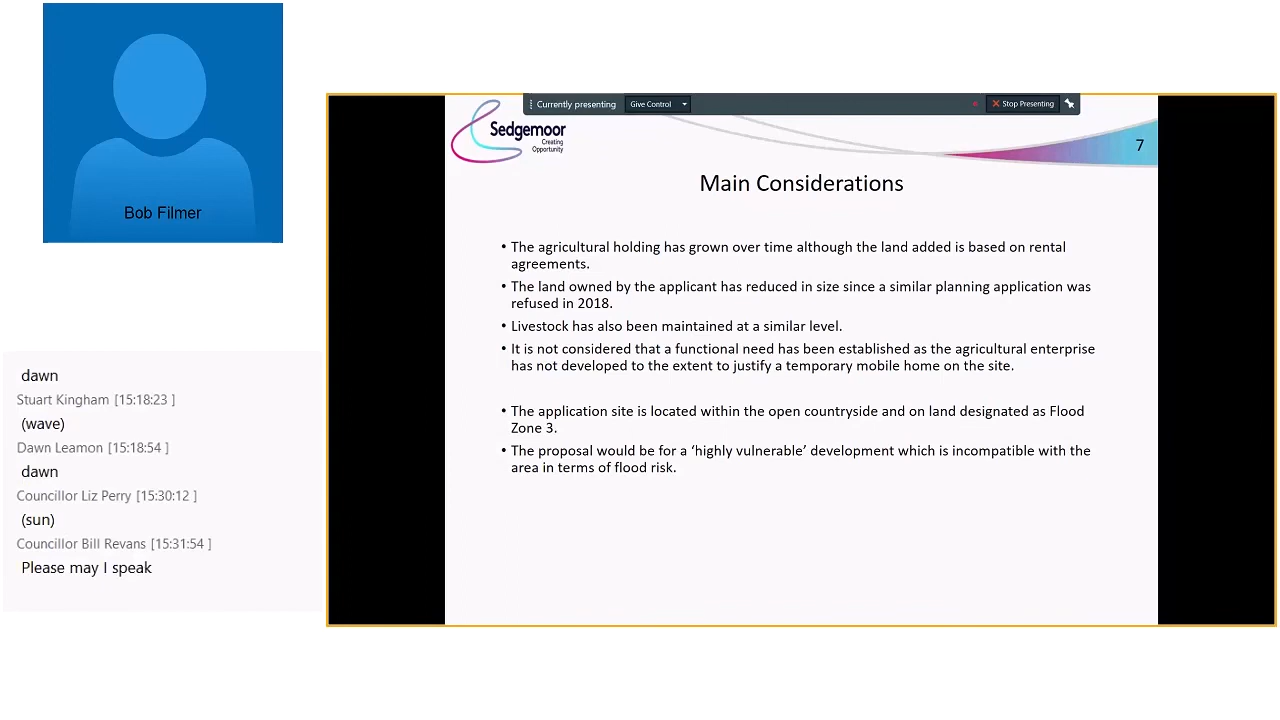 Bob Filmer
dawn
Stuart Kingham [15:18:23 ]
(wave)
Dawn Leamon [15:18:54 ]
dawn
Councillor Liz Perry [15:30:12 ]
(sun)
Councillor Bill Revans [15:31:54 ]
Please may I speak
Currently presenting
Give Control
Stop Presenting
Sedgemoor
Creating
Opportunity
7
Main Considerations
• The agricultural holding has grown over time although the land added is based on rental
agreements.
• The land owned by the applicant has reduced in size since a similar planning application was
refused in 2018.
• Livestock has also been maintained at a similar level.
• It is not considered that a functional need has been established as the agricultural enterprise
has not developed to the extent to justify a temporary mobile home on the site.
• The application site is located within the open countryside and on land designated as Flood
Zone 3.
• The proposal would be for a ‘highly vulnerable’ development which is incompatible with the
area in terms of flood risk.